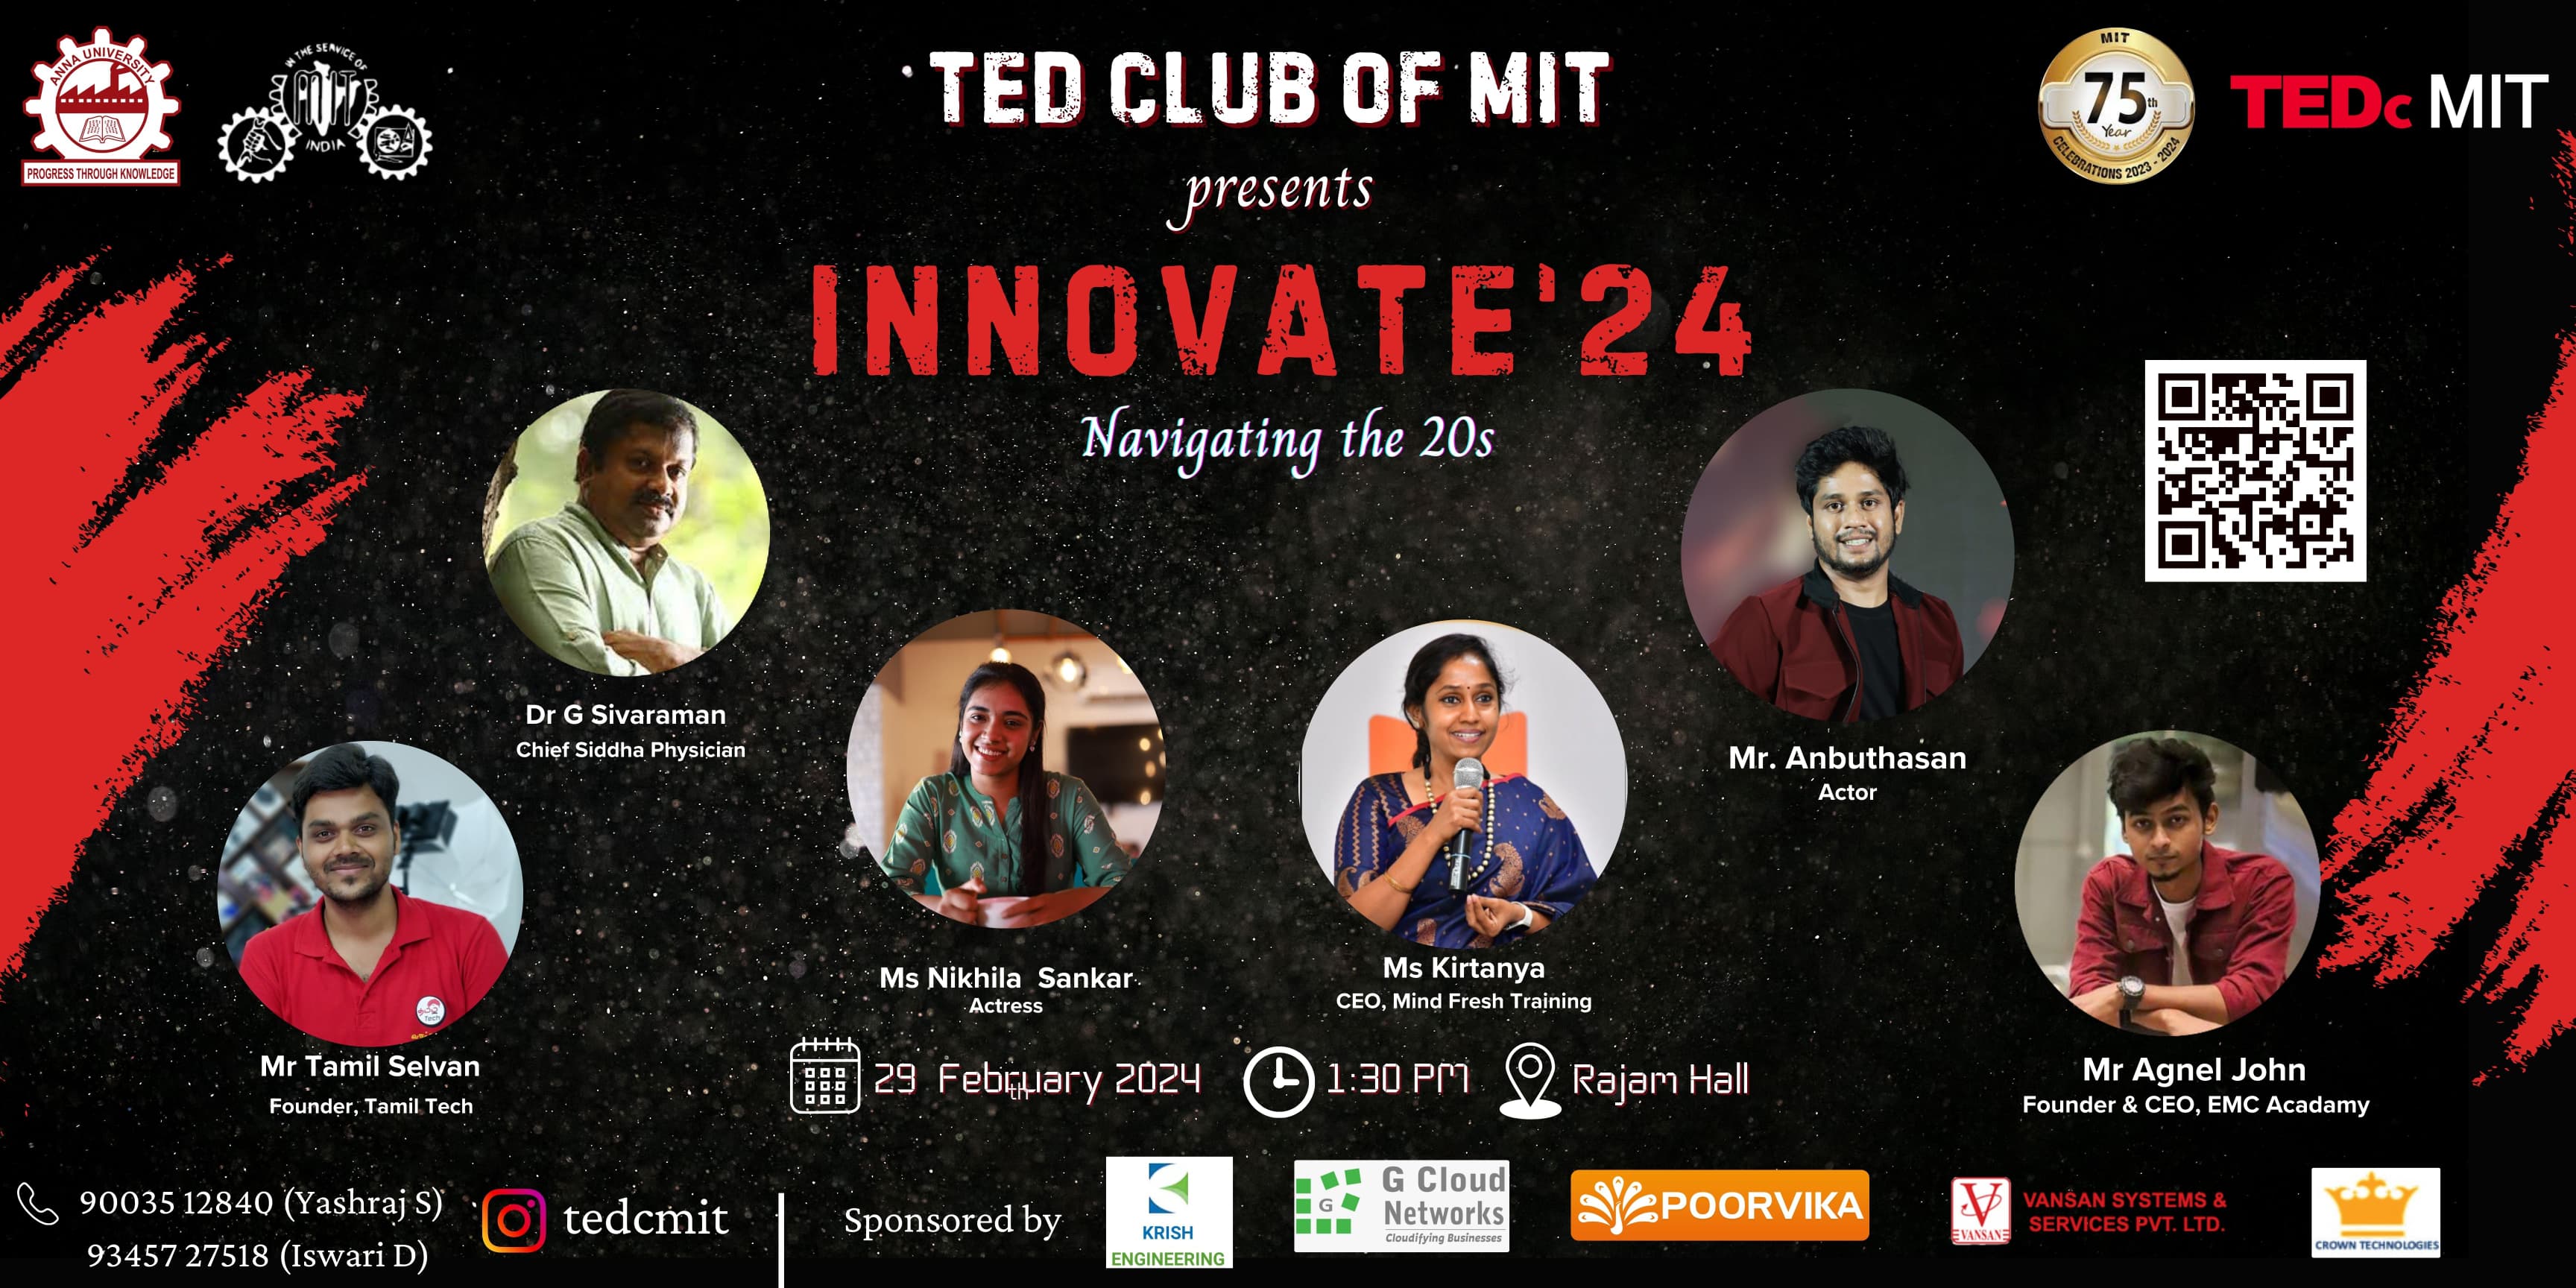 ANNA UNIVERSITY
PROGRESS THROUGH KNOWLEDGE
IN THE SERVICE OF
MIT
INDIA
TED CLUB OF MIT
presents
INNOVATE'24
Navigating the 20s
MIT
75th
Year
CELEBRATIONS 2023 - 2024
TEDc MIT
Dr G Sivaraman
Chief Siddha Physician
Mr. Anbuthasan
Actor
Ms Nikhila Sankar
Actress
Ms Kirtanya
CEO, Mind Fresh Training
Tech
Mr Tamil Selvan
Founder, Tamil Tech
Mr Agnel John
Founder & CEO, EMC Acadamy
29 th February 2024
1:30 PM
Rajam Hall
90035 12840 (Yashraj S)
93457 27518 (Iswari D)
tedcmit
Sponsored by
KRISH
ENGINEERING
G
G Cloud
Networks
Cloudifying Businesses
POORVIKA
V
VANSAN
VANSAN SYSTEMS &
SERVICES PVT. LTD.
CROWN TECHNOLOGIES